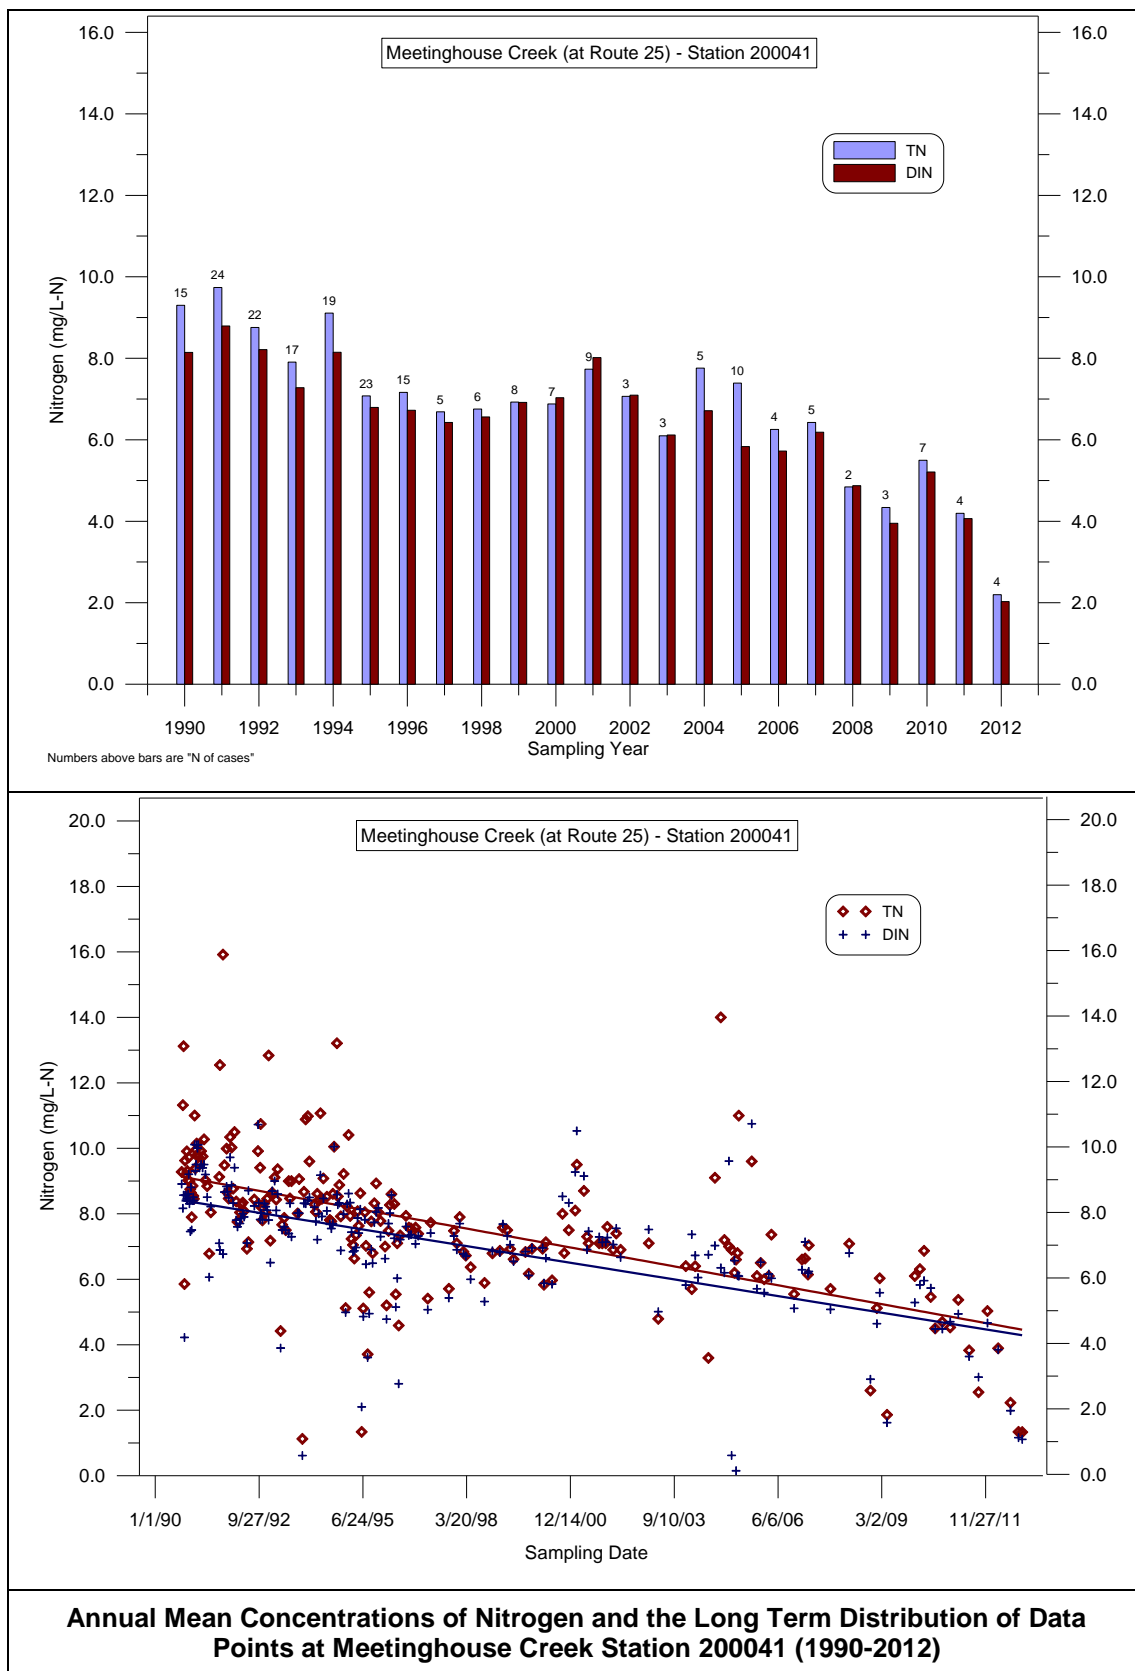 Meetinghouse Creek (at Route 25) - Station 200041
16.0 16.0
14.0 14.0
12.0 12.0
10.0 10.0
8.0 8.0
6.0 6.0
4.0 4.0
2.0 2.0
0.0 0.0
Nitrogen (mg/L-N)
TN
DIN
15 24 22 17 19 23 15 5 6 8 7 9 3 3 5 10 4 5 2 3 7 4 4
1990 1992 1994 1996 1998 2000 2002 2004 2006 2008 2010 2012
Sampling Year
Numbers above bars are "N of cases"
Meetinghouse Creek (at Route 25) - Station 200041
20.0 20.0
18.0 18.0
16.0 16.0
14.0 14.0
12.0 12.0
10.0 10.0
8.0 8.0
6.0 6.0
4.0 4.0
2.0 2.0
0.0 0.0
Nitrogen (mg/L-N)
TN
DIN
1/1/90 9/27/92 6/24/95 3/20/98 12/14/00 9/10/03 6/6/06 3/2/09 11/27/11
Sampling Date
Annual Mean Concentrations of Nitrogen and the Long Term Distribution of Data
Points at Meetinghouse Creek Station 200041 (1990-2012)